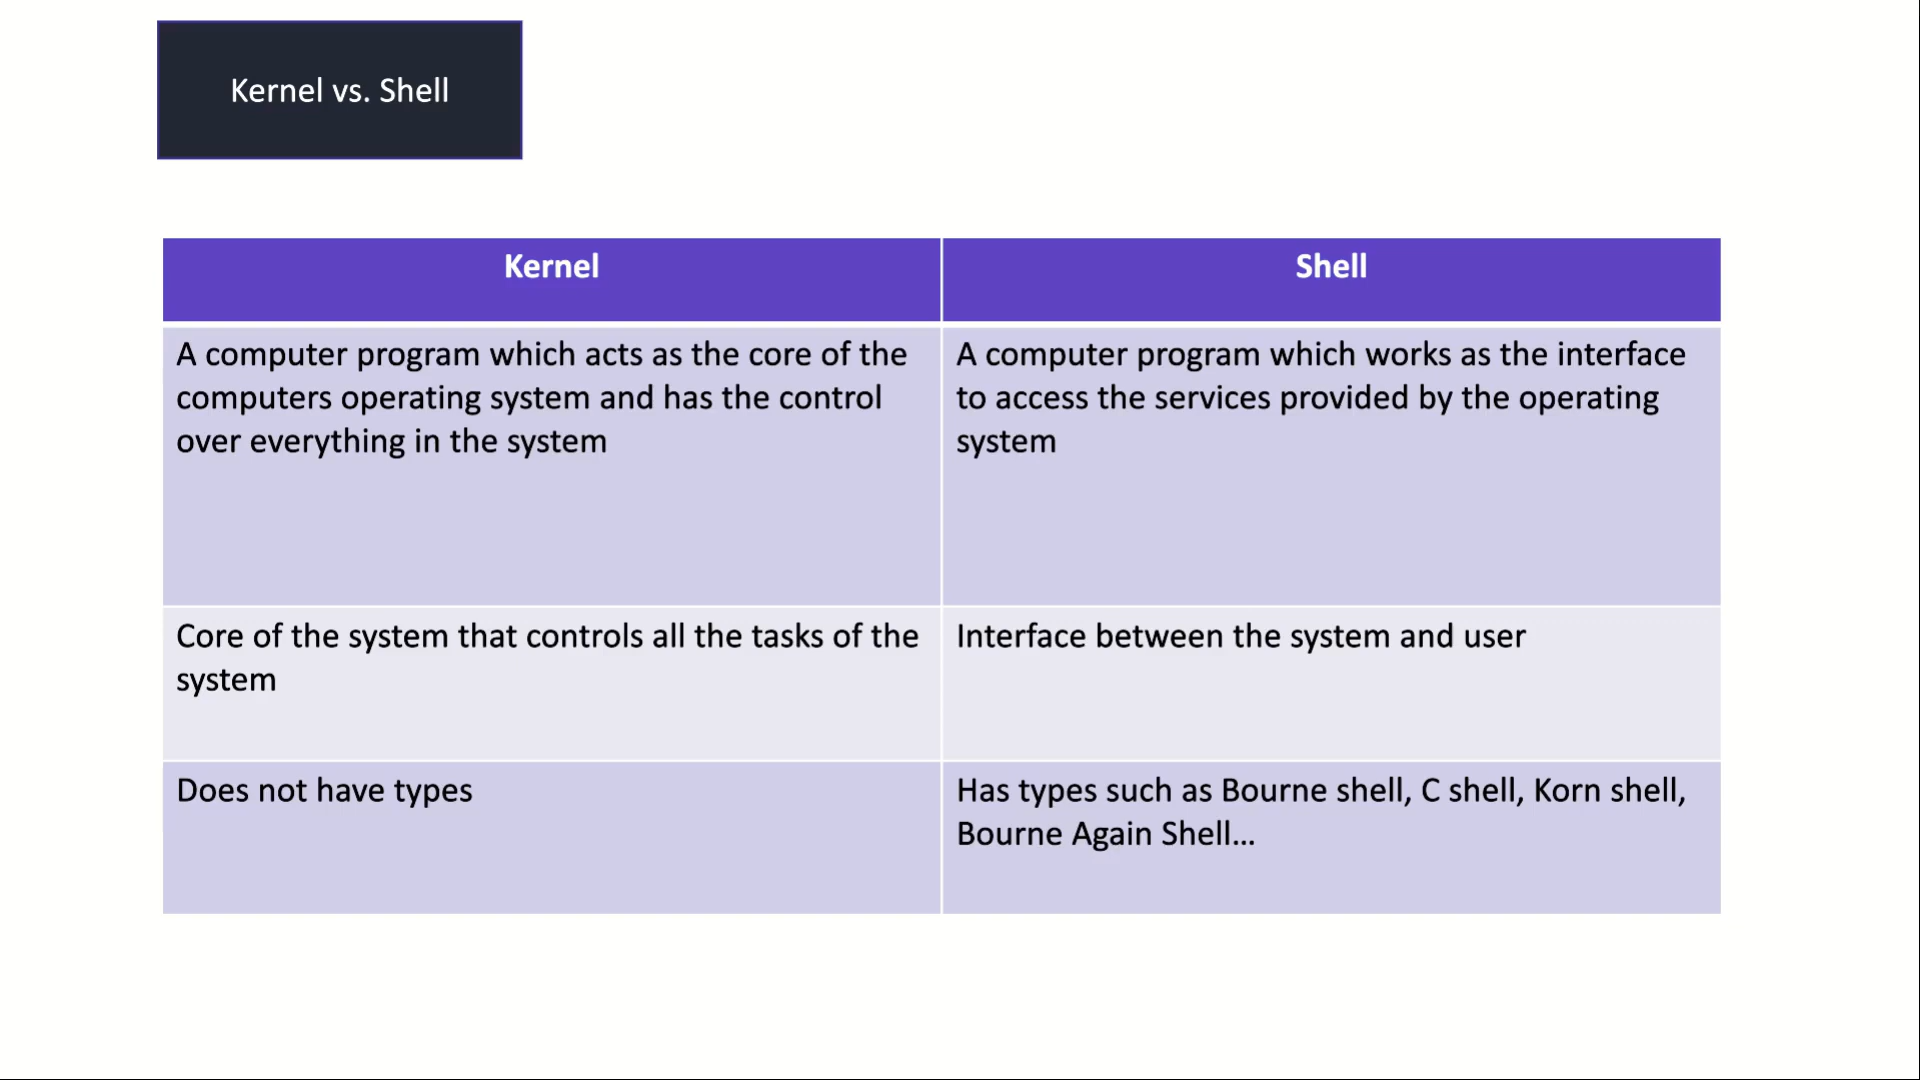 Kernel vs. Shell
Kernel
Shell
A computer program which acts as the core of the
computers operating system and has the control
over everything in the system
A computer program which works as the interface
to access the services provided by the operating
system
Core of the system that controls all the tasks of the
system
Interface between the system and user
Does not have types
Has types such as Bourne shell, C shell, Korn shell,
Bourne Again Shell...